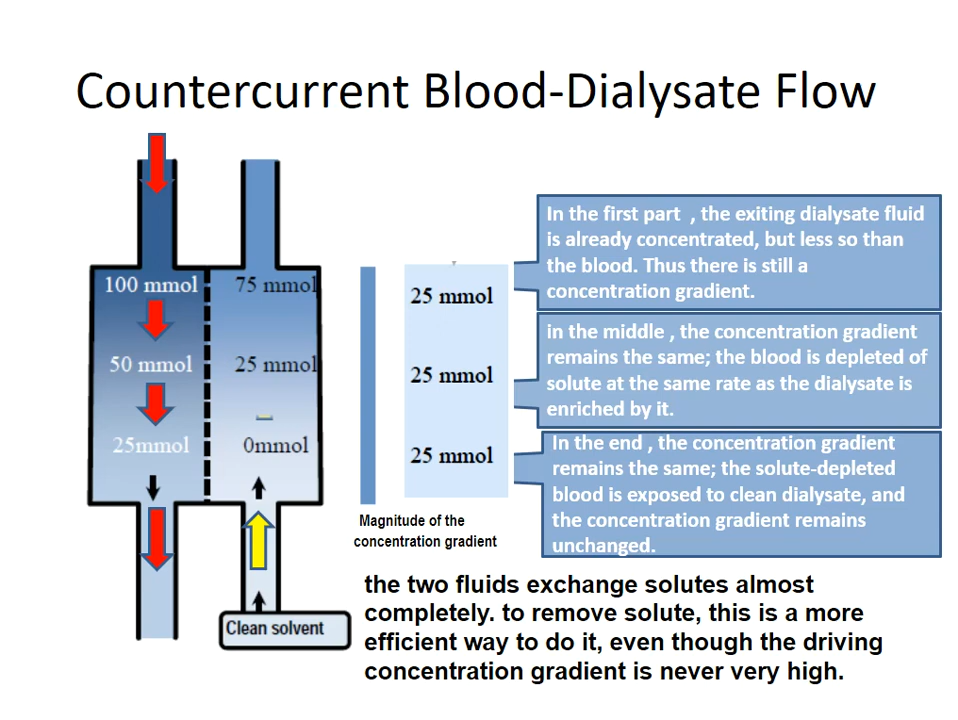 Countercurrent Blood-Dialysate Flow
100 mmol
75 mmol
50 mmol
25 mmol
25mmol
0mmol
Clean solvent
25 mmol
25 mmol
25 mmol
Magnitude of the
concentration gradient
In the first part , the exiting dialysate fluid
is already concentrated, but less so than
the blood. Thus there is still a
concentration gradient.
in the middle , the concentration gradient
remains the same; the blood is depleted of
solute at the same rate as the dialysate is
enriched by it.
In the end , the concentration gradient
remains the same; the solute-depleted
blood is exposed to clean dialysate, and
the concentration gradient remains
unchanged.
the two fluids exchange solutes almost
completely. to remove solute, this is a more
efficient way to do it, even though the driving
concentration gradient is never very high.